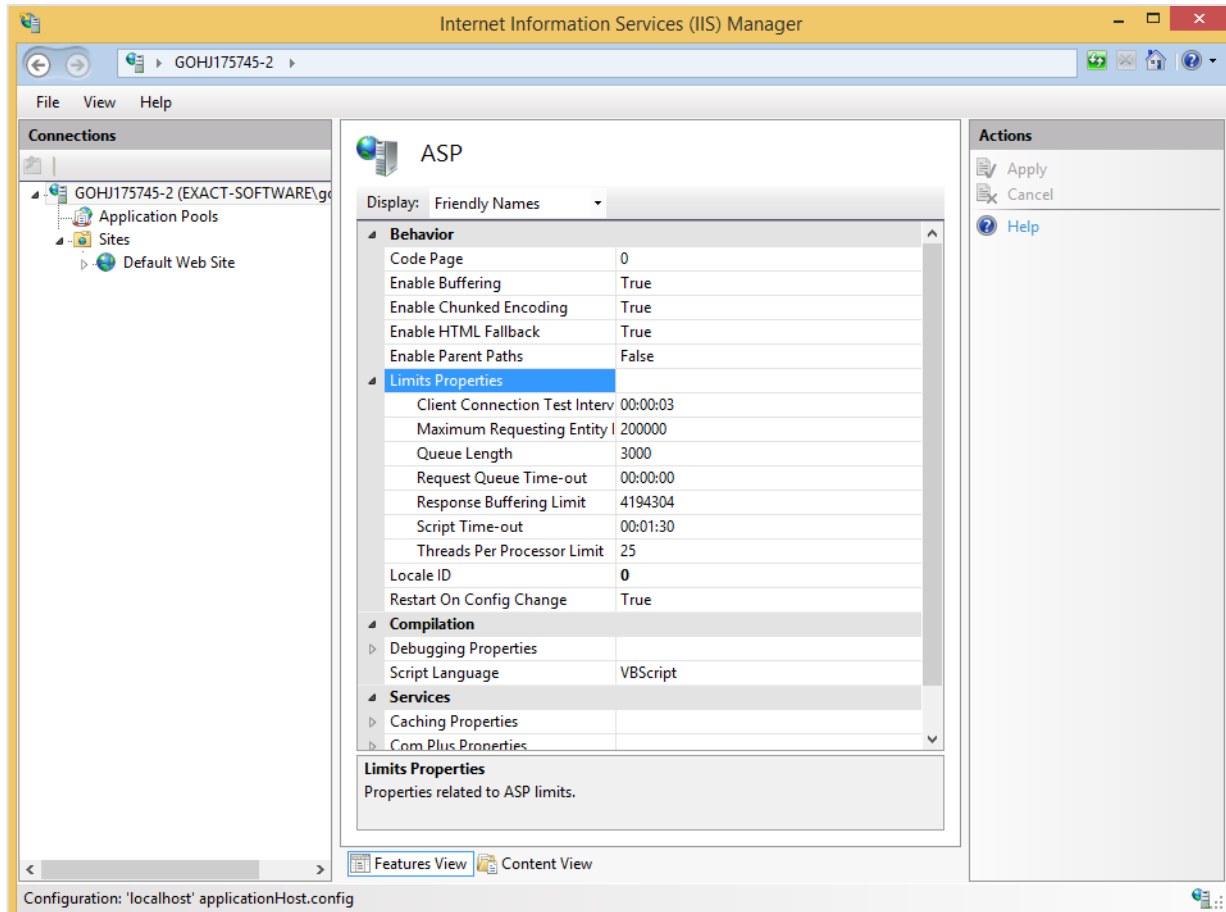 Internet Information Services (IIS) Manager
GOHJ175745-2
File View Help
Connections
GOHJ175745-2 (EXACT-SOFTWARE\go
Application Pools
Sites
Default Web Site
ASP
Display: Friendly Names
Behavior
Code Page 0
Enable Buffering True
Enable Chunked Encoding True
Enable HTML Fallback True
Enable Parent Paths False
Limits Properties
Client Connection Test Interv 00:00:03
Maximum Requesting Entity 200000
Queue Length 3000
Request Queue Time-out 00:00:00
Response Buffering Limit 4194304
Script Time-out 00:01:30
Threads Per Processor Limit 25
Locale ID 0
Restart On Config Change True
Compilation
Debugging Properties
Script Language VBScript
Services
Caching Properties
Com Plus Properties
Limits Properties
Properties related to ASP limits.
Features View Content View
Actions
Apply
Cancel
Help
Configuration: 'localhost' applicationHost.config